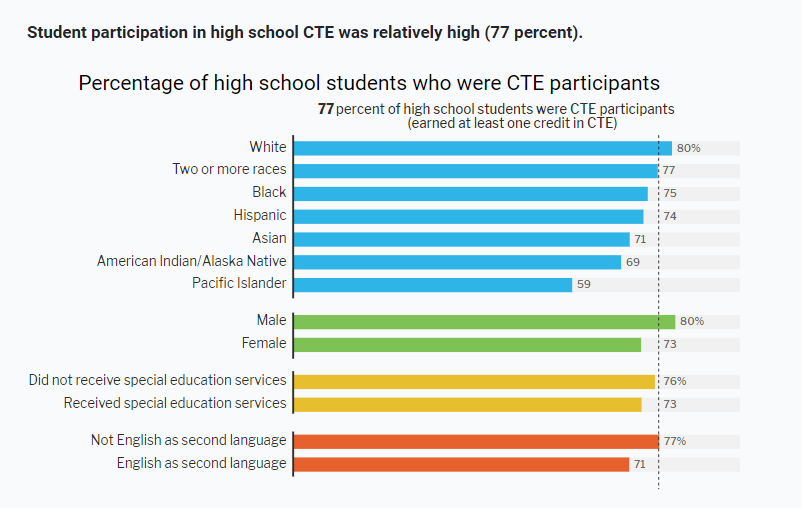 Student participation in high school CTE was relatively high (77 percent).
Percentage of high school students who were CTE participants
77 percent of high school students were CTE participants
(earned at least one credit in CTE)
White 80%
Two or more races 77
Black 75
Hispanic 74
Asian 71
American Indian/Alaska Native 69
Pacific Islander 59
Male 80%
Female 73
Did not receive special education services 76%
Received special education services 73
Not English as second language 77%
English as second language 71